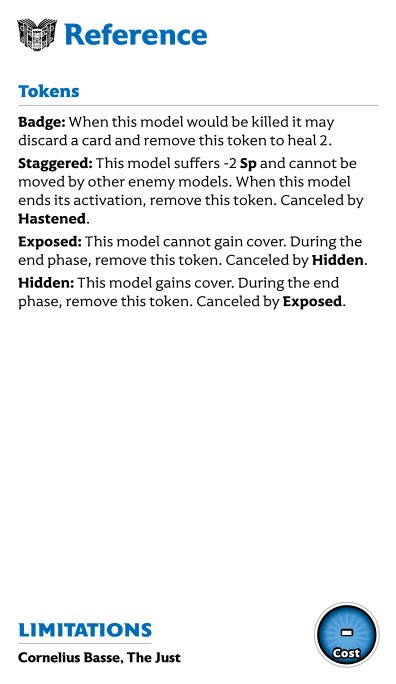 Reference
Tokens
Badge: When this model would be killed it may
discard a card and remove this token to heal 2.
Staggered: This model suffers -2 Sp and cannot be
moved by other enemy models. When this model
ends its activation, remove this token. Canceled by
Hastened.
Exposed: This model cannot gain cover. During the
end phase, remove this token. Canceled by Hidden.
Hidden: This model gains cover. During the end
phase, remove this token. Canceled by Exposed.
LIMITATIONS
Cornelius Basse, The Just
-
Cost